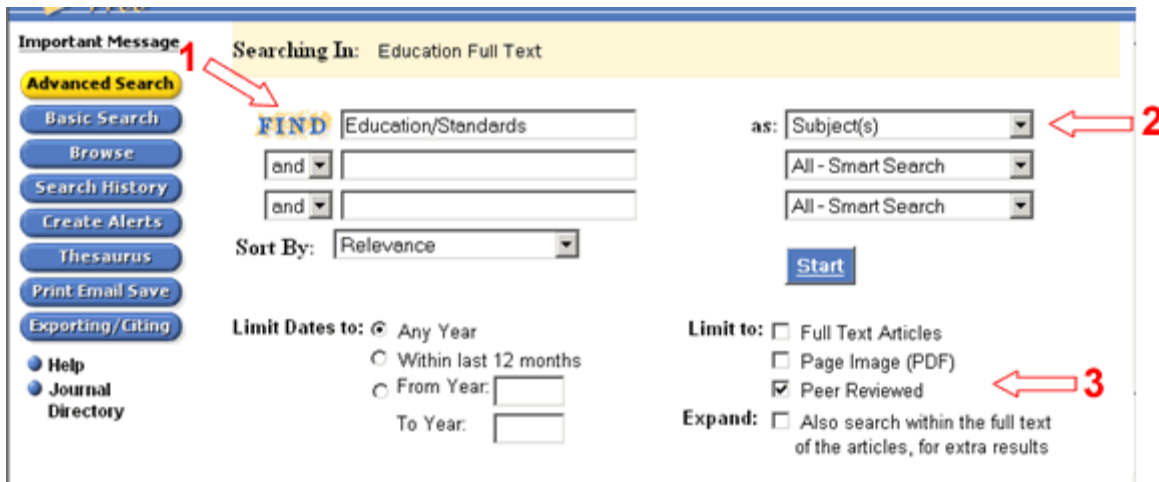 Important Message
1
Searching In: Education Full Text
Advanced Search
Basic Search
Browse
Search History
Create Alerts
Thesaurus
Print Email Save
Exporting/Citing
Help
Journal
Directory
FIND Education/Standards as: Subject(s) 2
and All - Smart Search
and All - Smart Search
Sort By: Relevance
Start
Limit Dates to: Any Year
Within last 12 months
From Year:
To Year:
Limit to: Full Text Articles
Page Image (PDF)
Peer Reviewed 3
Expand: Also search within the full text
of the articles, for extra results